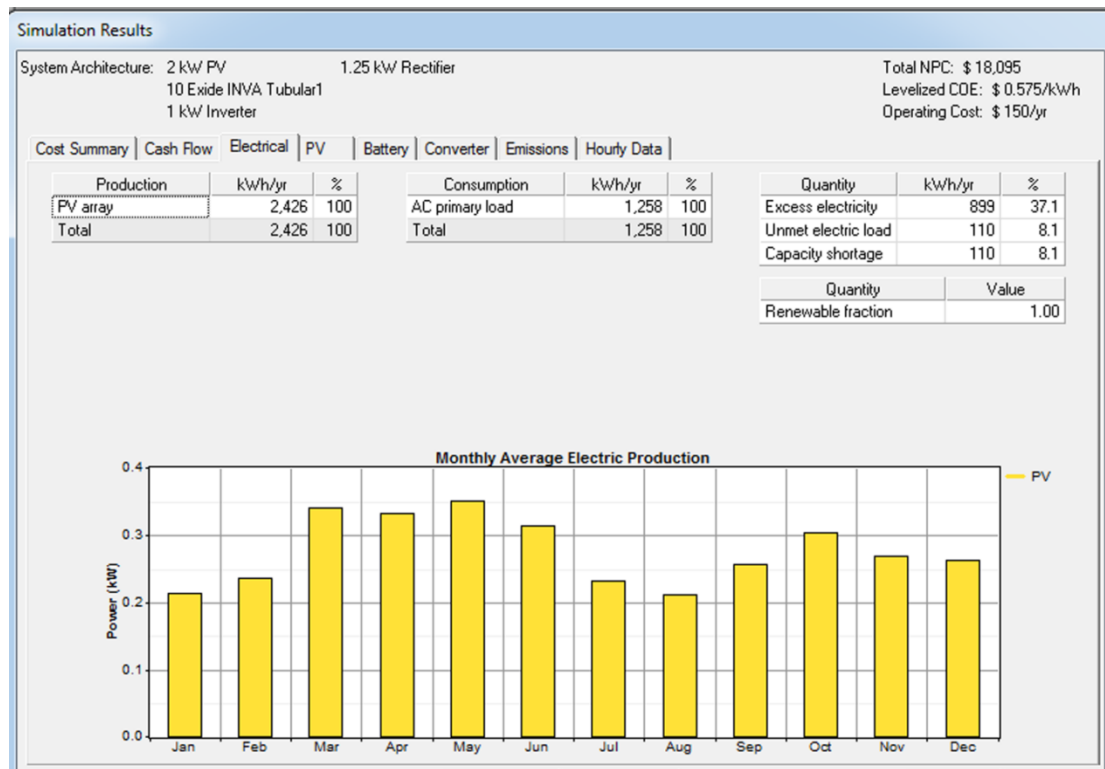 Simulation Results
System Architecture: 2 kW PV 1.25 kW Rectifier
10 Exide INVA Tubular1
1 kW Inverter
Total NPC: $ 18,095
Levelized COE: $ 0.575/kWh
Operating Cost: $ 150/yr
Cost Summary Cash Flow Electrical PV Battery Converter Emissions Hourly Data
Production kWh/yr %
PV array 2,426 100
Total 2,426 100
Consumption kWh/yr %
AC primary load 1,258 100
Total 1,258 100
Quantity kWh/yr %
Excess electricity 899 37.1
Unmet electric load 110 8.1
Capacity shortage 110 8.1
Quantity Value
Renewable fraction 1.00
Monthly Average Electric Production
PV
Power (kW)
0.4
0.3
0.2
0.1
0.0
Jan Feb Mar Apr May Jun Jul Aug Sep Oct Nov Dec